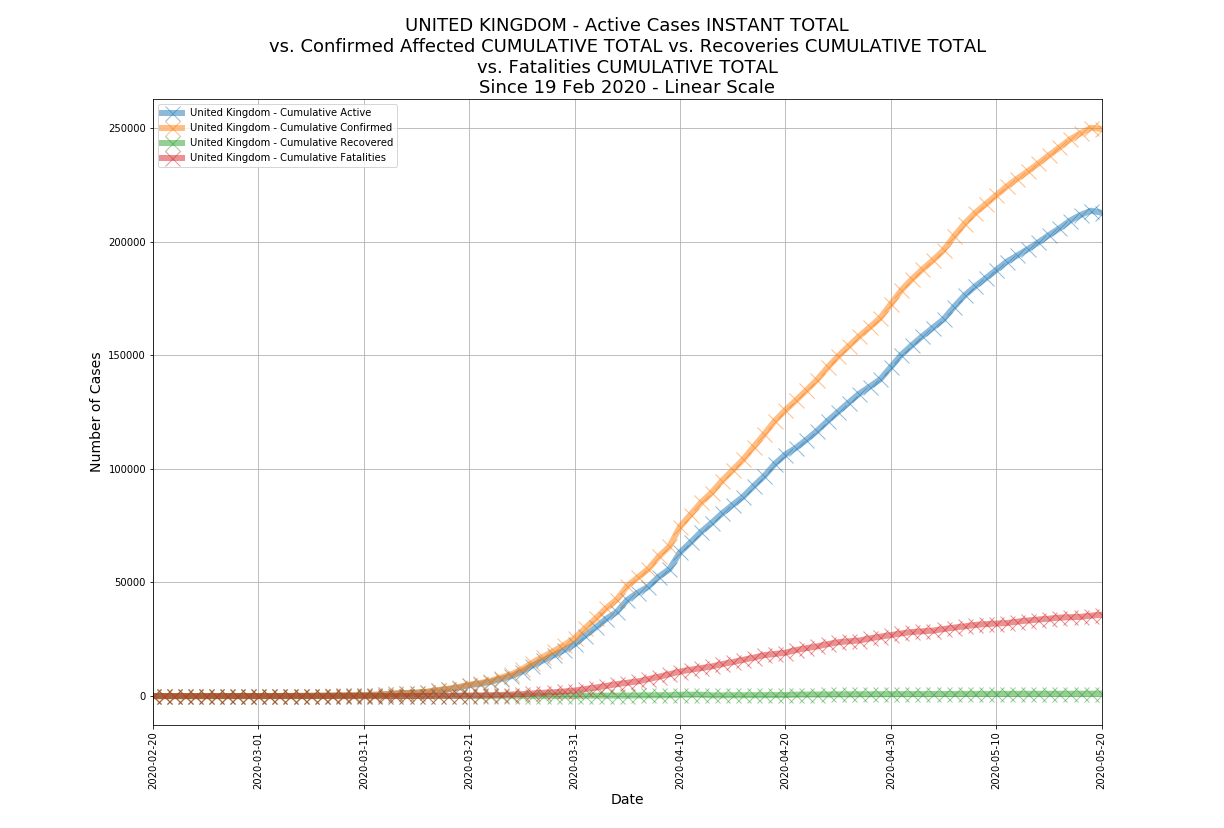 UNITED KINGDOM - Active Cases INSTANT TOTAL
vs. Confirmed Affected CUMULATIVE TOTAL vs. Recoveries CUMULATIVE TOTAL
vs. Fatalities CUMULATIVE TOTAL
Since 19 Feb 2020 - Linear Scale
United Kingdom - Cumulative Active
United Kingdom - Cumulative Confirmed
United Kingdom - Cumulative Recovered
United Kingdom - Cumulative Fatalities
Number of Cases
250000
200000
150000
100000
50000
0
2020-02-20
2020-03-01
2020-03-11
2020-03-21
2020-03-31
2020-04-10
2020-04-20
2020-04-30
2020-05-10
2020-05-20
Date